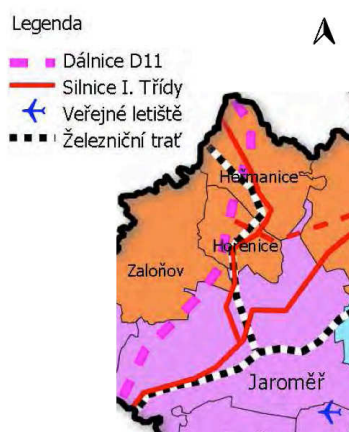 Legenda
Dálnice D11
Silnice I. Třídy
Veřejné letiště
Železniční trať
Heřmanice
Hořenice
Zaloňov
Jaroměř